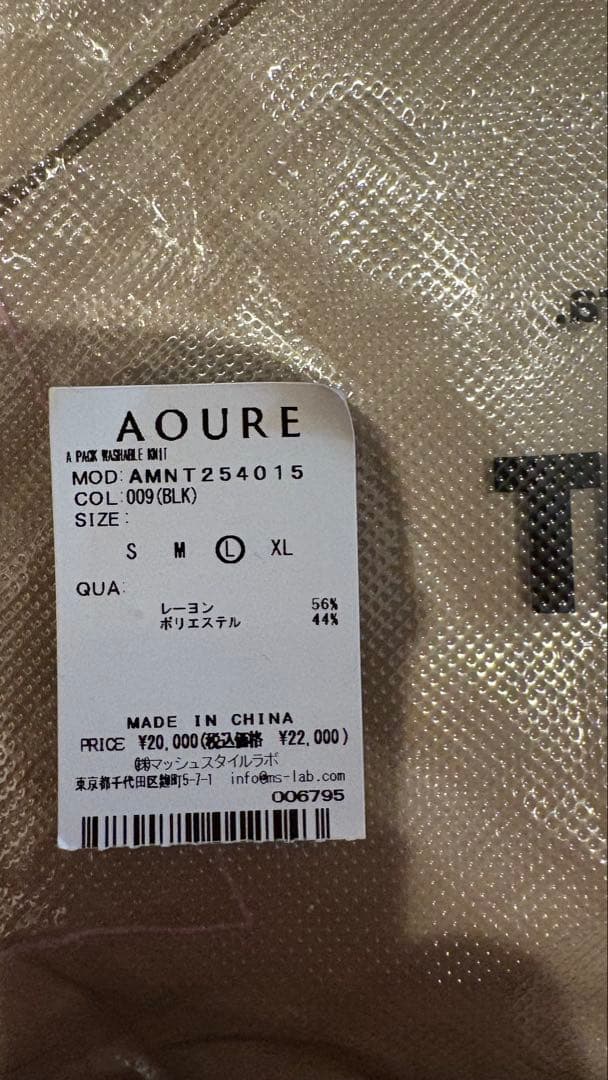 AOURE
A PACK WASHABLE KNIT
MOD:AMNT254015
COL:009(BLK)
SIZE:
S M L XL
QUA:
レーヨン 56%
ポリエステル 44%
MADE IN CHINA
PRICE ¥20,000(税込価格 ¥22,000)
㈱マッシュスタイルラボ
東京都千代田区麹町5-7-1 info@ms-lab.com
006795